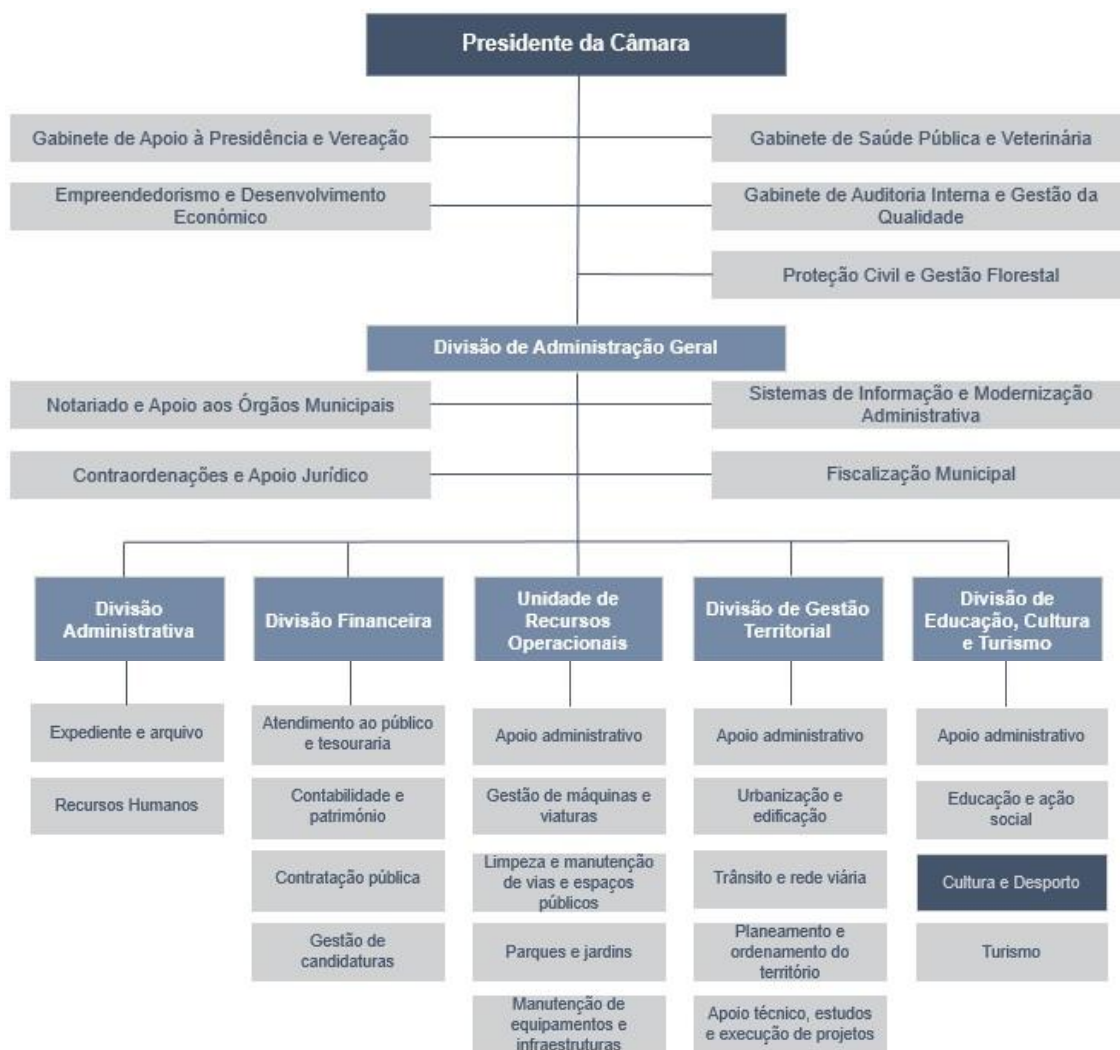 Presidente da Câmara
Gabinete de Apoio à Presidência e Vereação
Gabinete de Saúde Pública e Veterinária
Empreendedorismo e Desenvolvimento
Económico
Gabinete de Auditoria Interna e Gestão da
Qualidade
Proteção Civil e Gestão Florestal
Divisão de Administração Geral
Notariado e Apoio aos Órgãos Municipais
Sistemas de Informação e Modernização
Administrativa
Contraordenações e Apoio Jurídico
Fiscalização Municipal
Divisão
Administrativa
Expediente e arquivo
Recursos Humanos
Divisão Financeira
Atendimento ao público
e tesouraria
Contabilidade e
património
Contratação pública
Gestão de
candidaturas
Unidade de
Recursos
Operacionais
Apoio administrativo
Gestão de máquinas e
viaturas
Limpeza e manutenção
de vias e espaços
públicos
Parques e jardins
Manutenção de
equipamentos e
infraestruturas
Divisão de Gestão
Territorial
Apoio administrativo
Urbanização e
edificação
Trânsito e rede viária
Planeamento e
ordenamento do
território
Apoio técnico, estudos
e execução de projetos
Divisão de
Educação, Cultura
e Turismo
Apoio administrativo
Educação e ação
social
Cultura e Desporto
Turismo